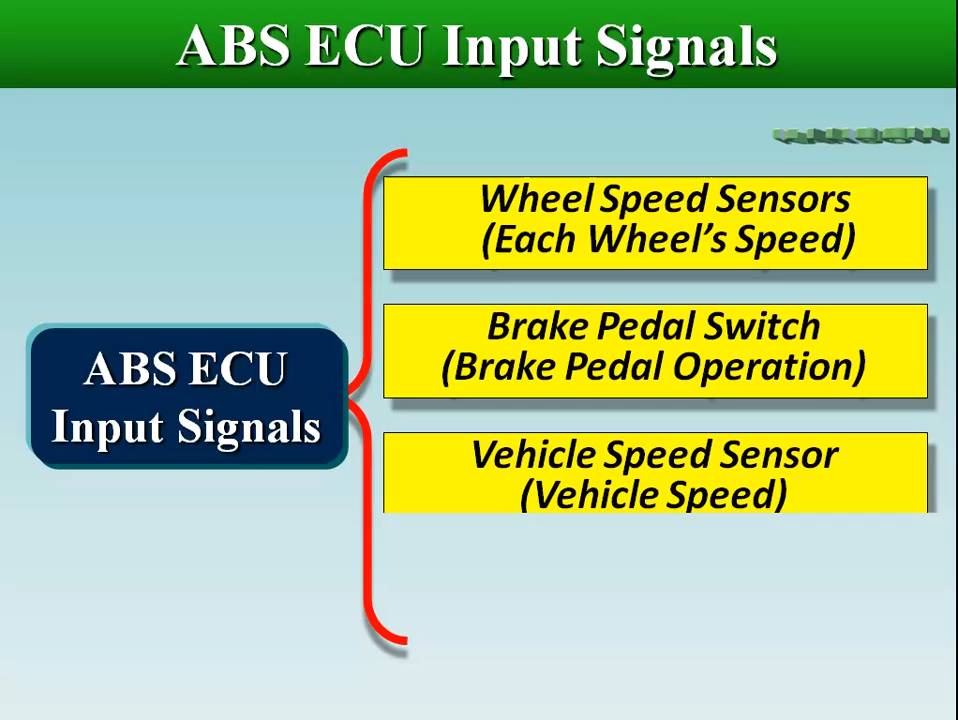 ABS ECU Input Signals
Wheel Speed Sensors
(Each Wheel’s Speed)
Brake Pedal Switch
(Brake Pedal Operation)
ABS ECU
Input Signals
Vehicle Speed Sensor
(Vehicle Speed)